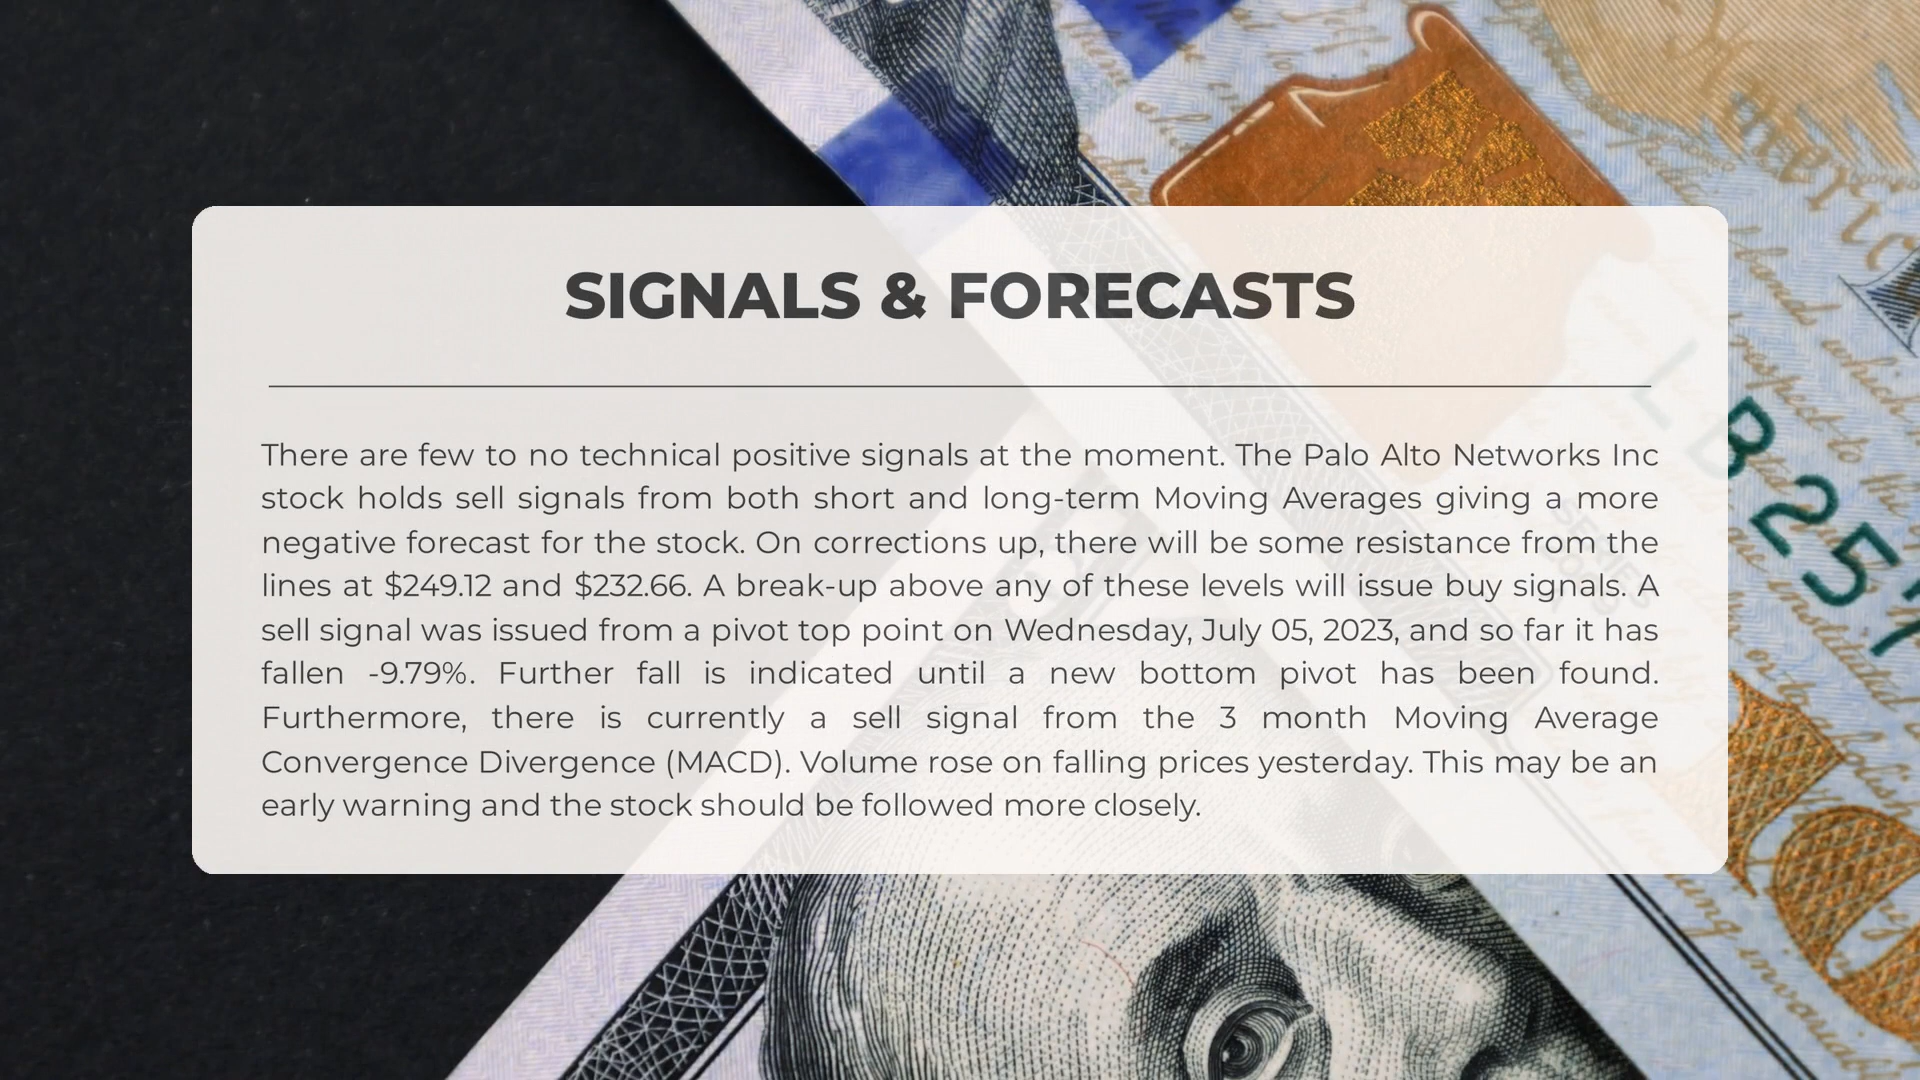 SIGNALS & FORECASTS
There are few to no technical positive signals at the moment. The Palo Alto Networks Inc
stock holds sell signals from both short and long-term Moving Averages giving a more
negative forecast for the stock. On corrections up, there will be some resistance from the
lines at $249.12 and $232.66. A break-up above any of these levels will issue buy signals. A
sell signal was issued from a pivot top point on Wednesday, July 05, 2023, and so far it has
fallen -9.79%. Further fall is indicated until a new bottom pivot has been found.
Furthermore, there is currently a sell signal from the 3 month Moving Average
Convergence Divergence (MACD). Volume rose on falling prices yesterday. This may be an
early warning and the stock should be followed more closely.